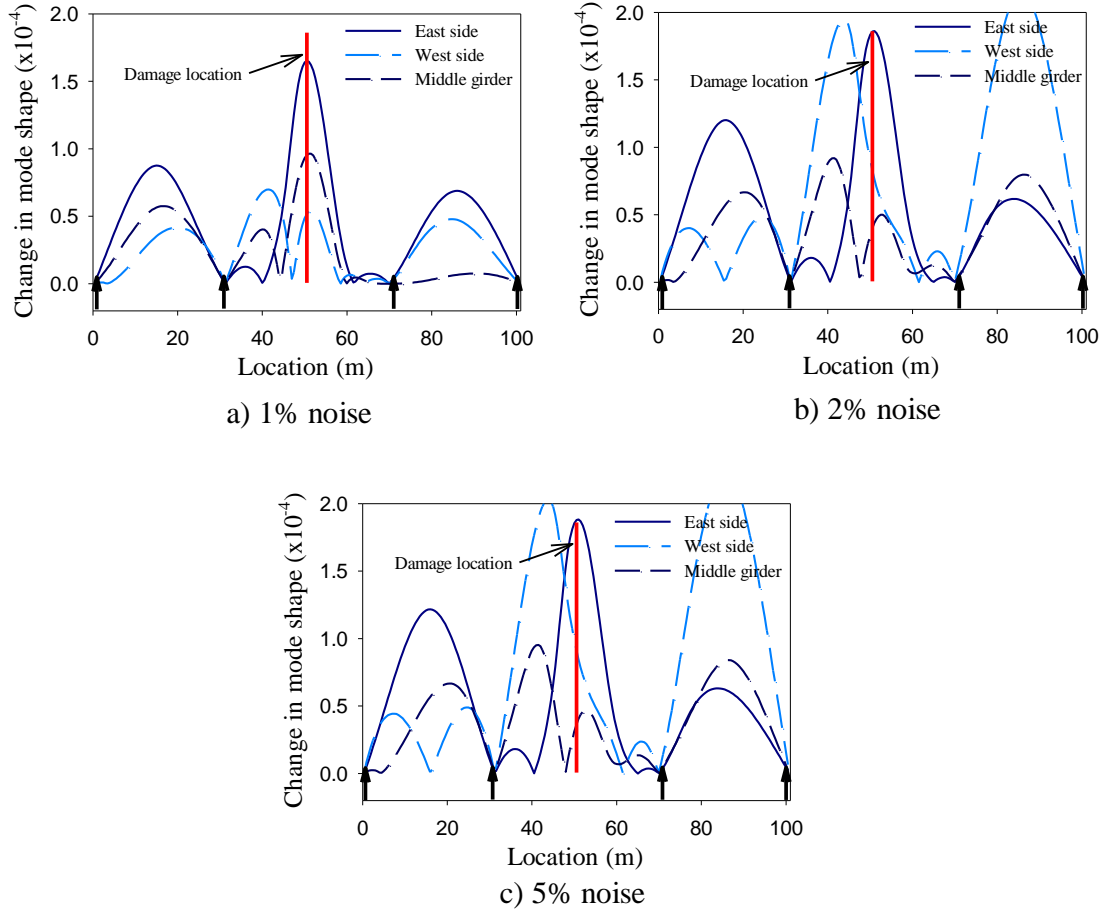 Change in mode shape (x10-4)
2.0
1.5
1.0
0.5
0.0
East side
West side
Middle girder
Damage location
0 20 40 60 80 100
Location (m)
a) 1% noise
Change in mode shape (x10-4)
2.0
1.5
1.0
0.5
0.0
East side
West side
Middle girder
Damage location
0 20 40 60 80 100
Location (m)
b) 2% noise
Change in mode shape (x10-4)
2.0
1.5
1.0
0.5
0.0
East side
West side
Middle girder
Damage location
0 20 40 60 80 100
Location (m)
c) 5% noise